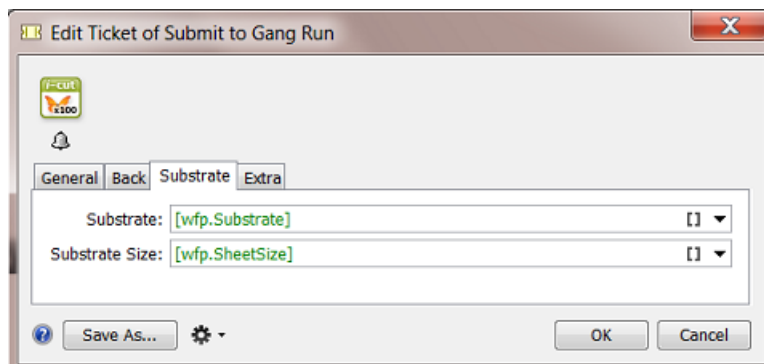 Edit Ticket of Submit to Gang Run
i-cut
x100
General Back Substrate Extra
Substrate: [wfp.Substrate] []
Substrate Size: [wfp.SheetSize] []
? Save As... OK Cancel